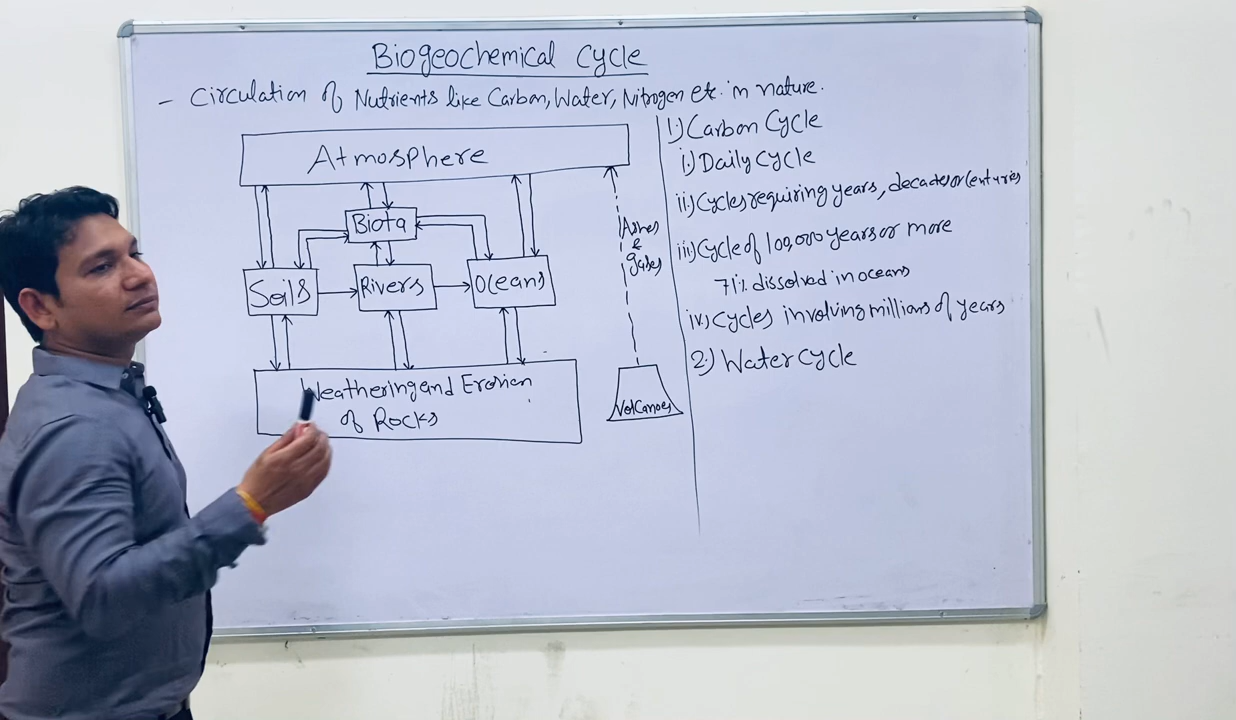 Biogeochemical Cycle
- Circulation of Nutrients like Carbon, Water, Nitrogen etc. in nature.
Atmosphere
Biota
Soils
Rivers
Oceans
Ashes
&
gases
Weathering and Erosion
of Rocks
Volcanoes
1.) Carbon Cycle
i.) Daily Cycle
ii.) Cycles requiring years, decades or Centuries
iii.) Cycle of 100,000 years or more
71% dissolved in oceans
iv.) Cycles involving millions of years
2.) Water Cycle